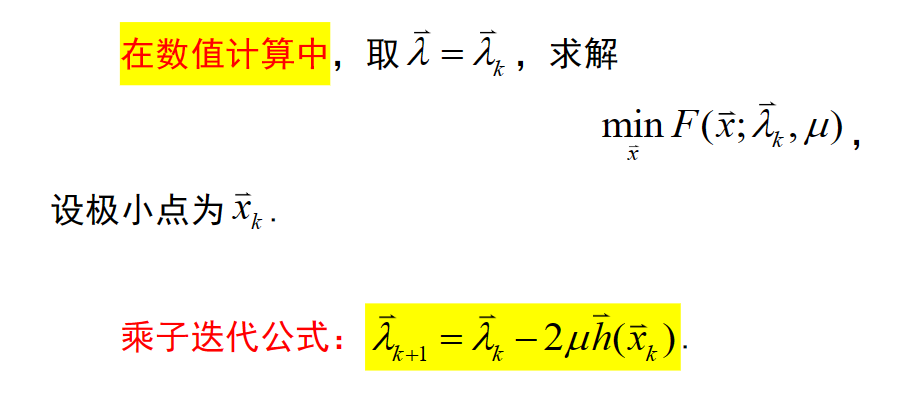 在数值计算中，取 $\vec{\lambda} = \vec{\lambda}_k$，求解
$\min_{\vec{x}} F(\vec{x}; \vec{\lambda}_k, \mu)$，
设极小点为 $\vec{x}_k$.
乘子迭代公式：$\vec{\lambda}_{k+1} = \vec{\lambda}_k - 2\mu\vec{h}(\vec{x}_k)$.